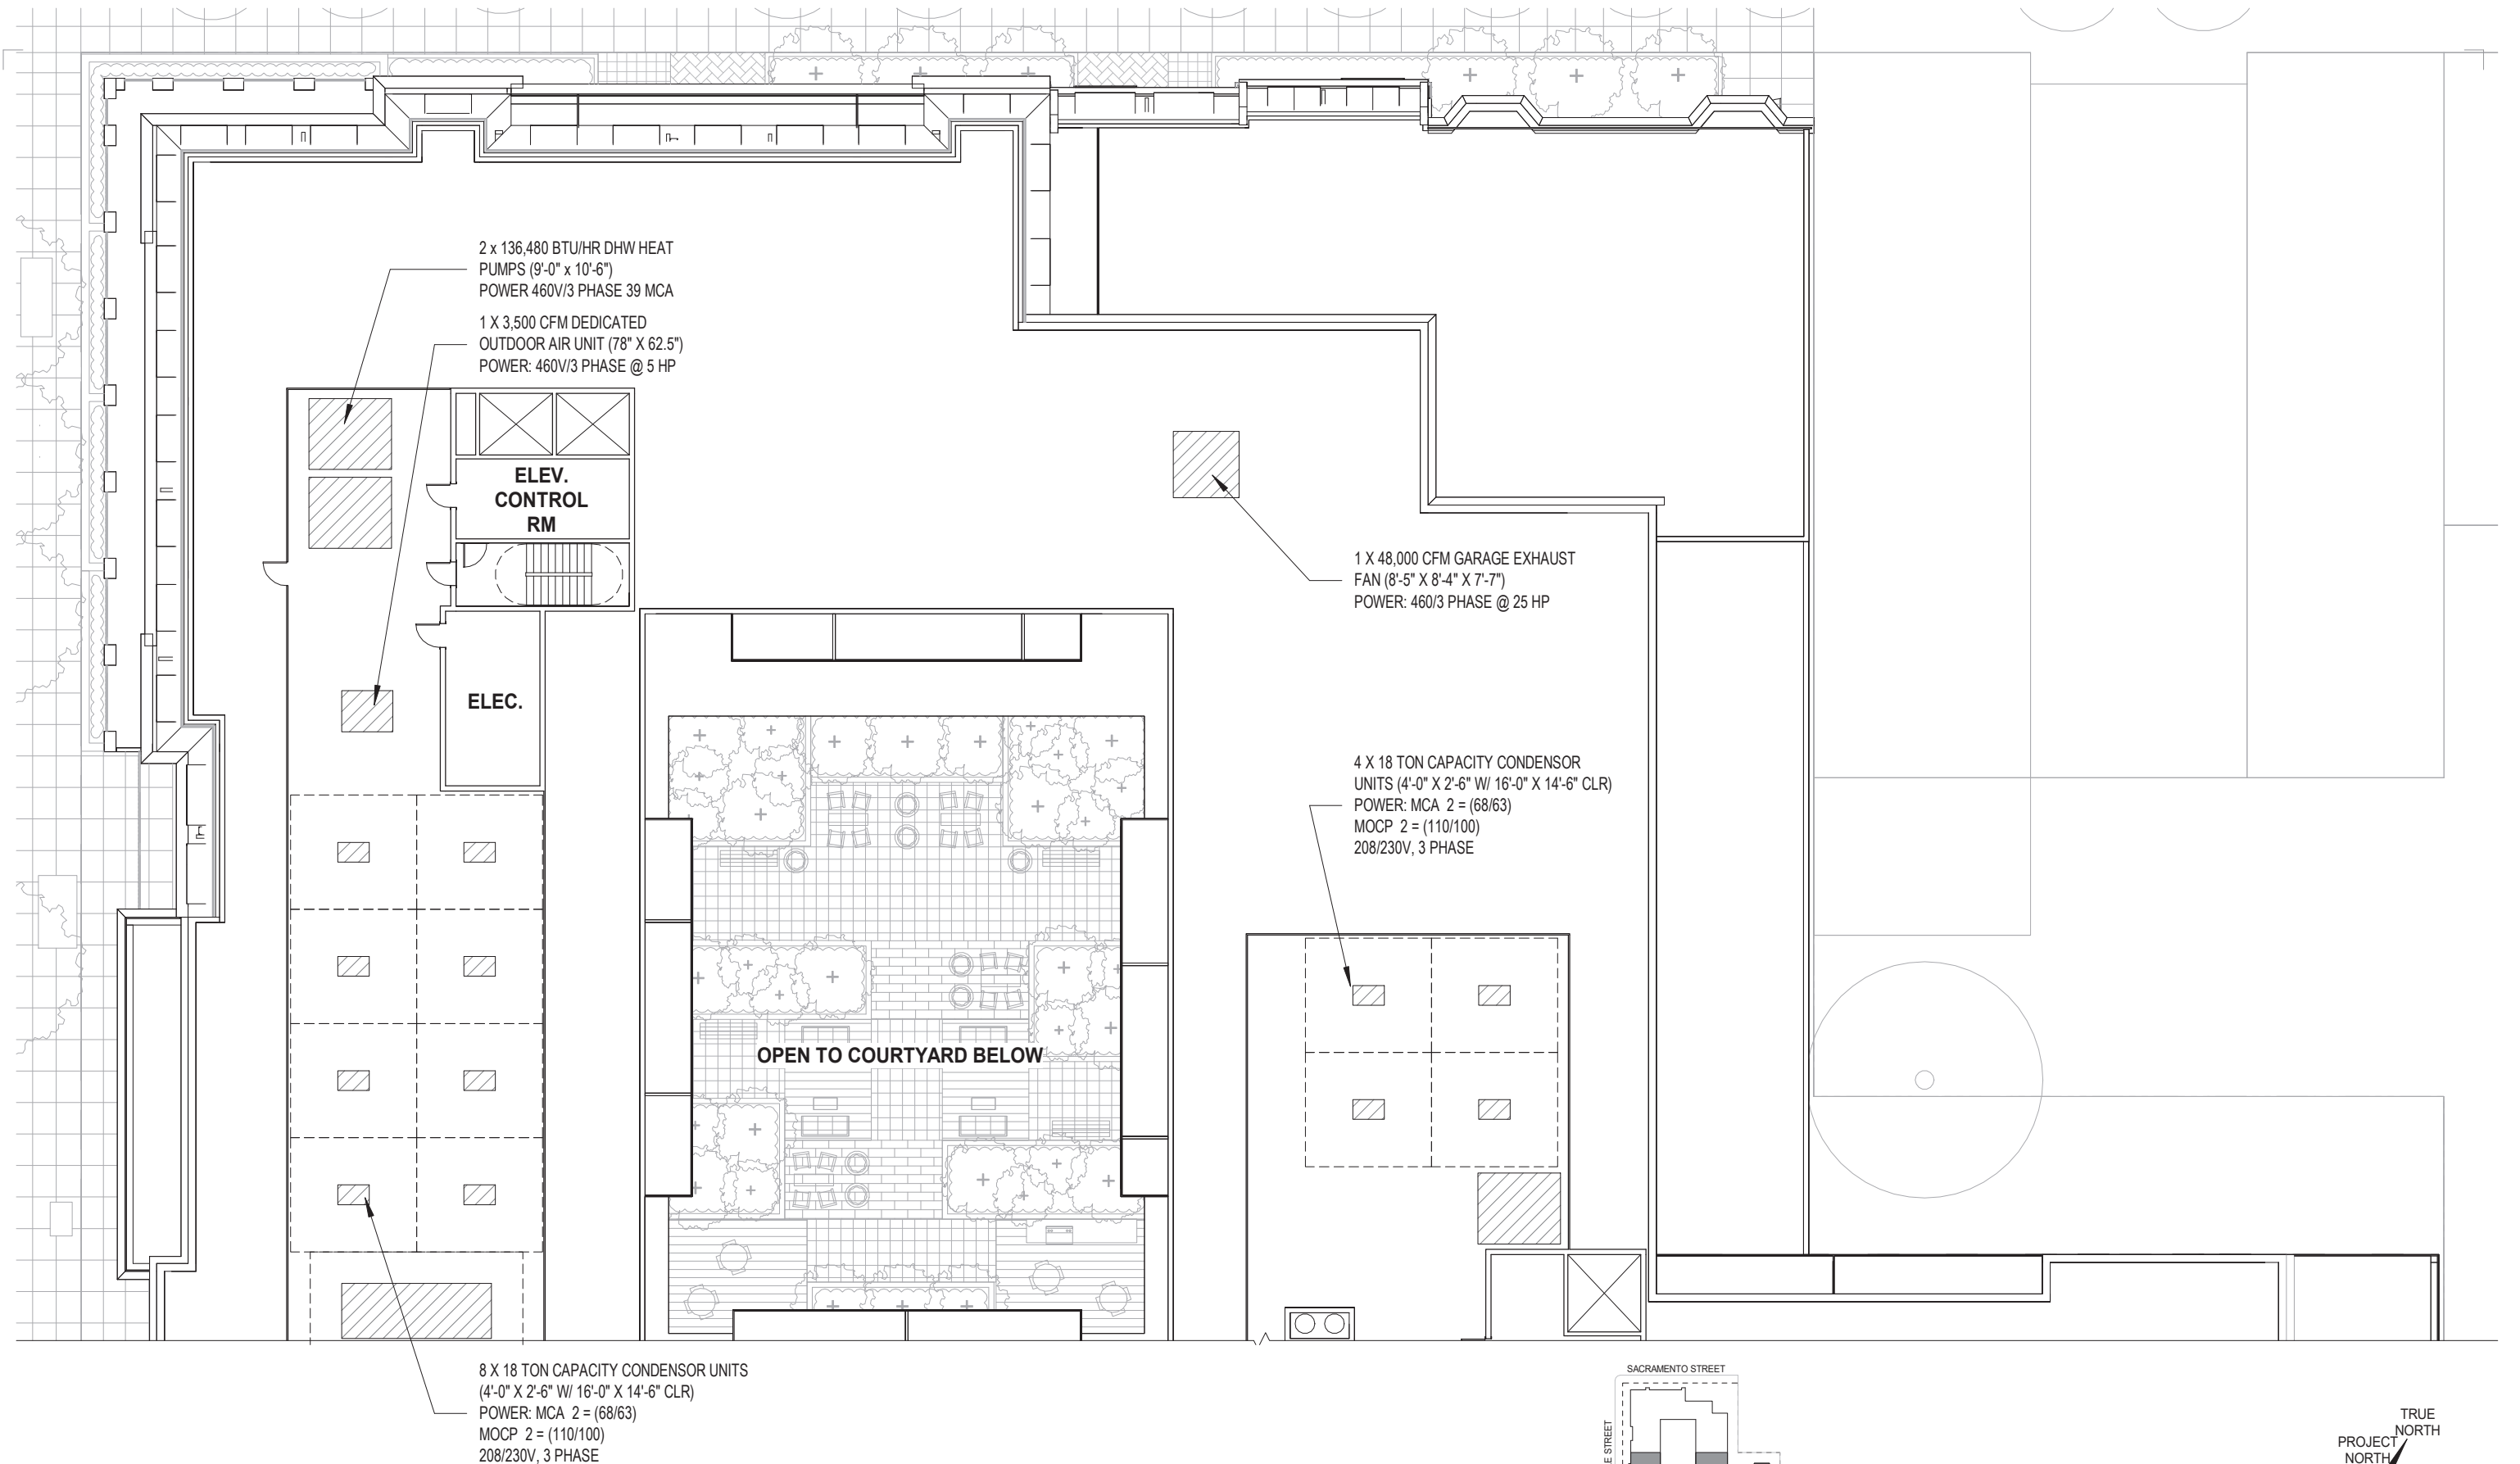 2 x 136,480 BTU/HR DHW HEAT
PUMPS (9'-0" x 10'-6")
POWER 460V/3 PHASE 39 MCA
1 X 3,500 CFM DEDICATED
OUTDOOR AIR UNIT (78" X 62.5")
POWER: 460V/3 PHASE @ 5 HP
ELEV.
CONTROL
RM
1 X 48,000 CFM GARAGE EXHAUST
FAN (8'-5" X 8'-4" X 7'-7")
POWER: 460/3 PHASE @ 25 HP
ELEC.
4 X 18 TON CAPACITY CONDENSOR
UNITS (4'-0" X 2'-6" W/ 16'-0" X 14'-6" CLR)
POWER: MCA 2 = (68/63)
MOCP 2 = (110/100)
208/230V, 3 PHASE
OPEN TO COURTYARD BELOW
8 X 18 TON CAPACITY CONDENSOR UNITS
(4'-0" X 2'-6" W/ 16'-0" X 14'-6" CLR)
POWER: MCA 2 = (68/63)
MOCP 2 = (110/100)
208/230V, 3 PHASE
SACRAMENTO STREET
STREET
TRUE
NORTH
PROJECT
NORTH